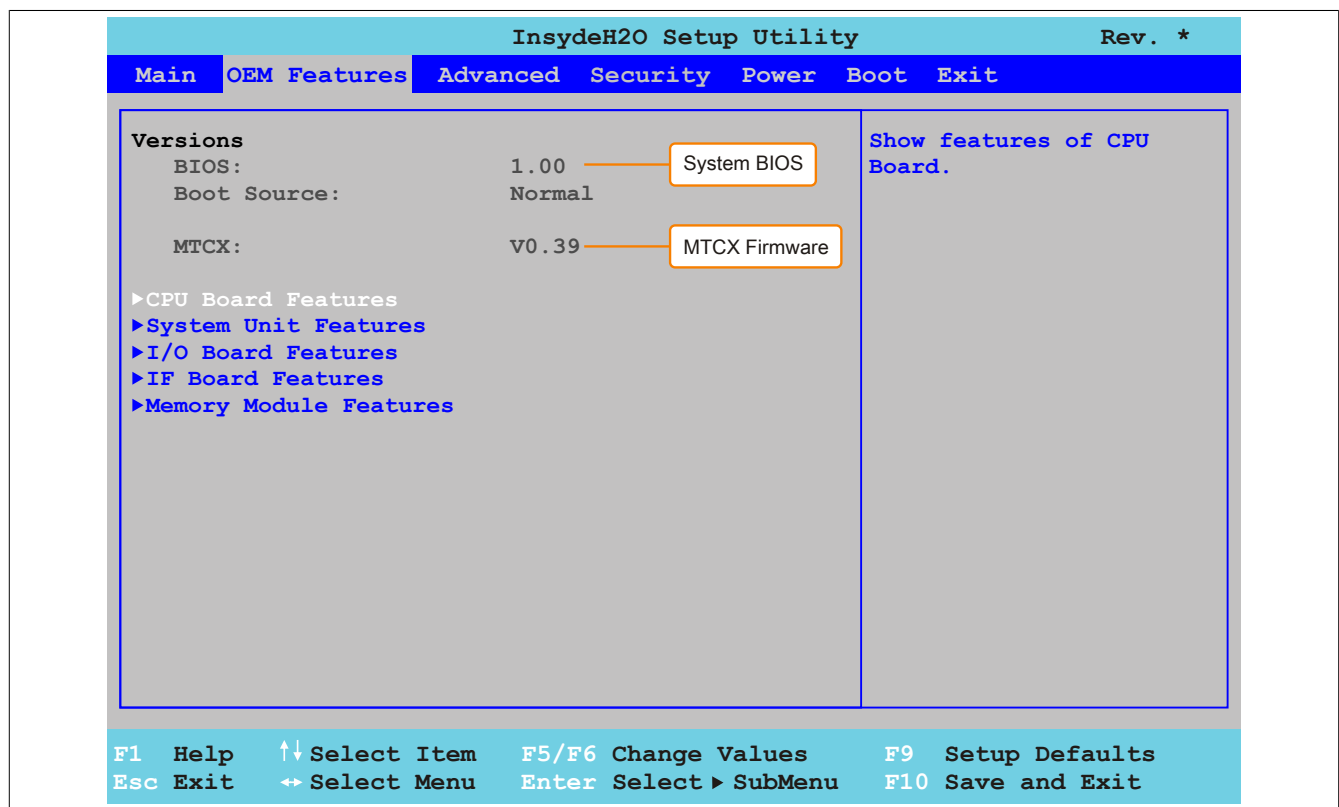 InsydeH2O Setup Utility Rev. *
Main OEM Features Advanced Security Power Boot Exit
Versions
BIOS: 1.00 System BIOS
Boot Source: Normal
MTCX: V0.39 MTCX Firmware
▶CPU Board Features
▶System Unit Features
▶I/O Board Features
▶IF Board Features
▶Memory Module Features
Show features of CPU
Board.
F1 Help ↑↓ Select Item F5/F6 Change Values F9 Setup Defaults
Esc Exit ↔ Select Menu Enter Select ▶ SubMenu F10 Save and Exit